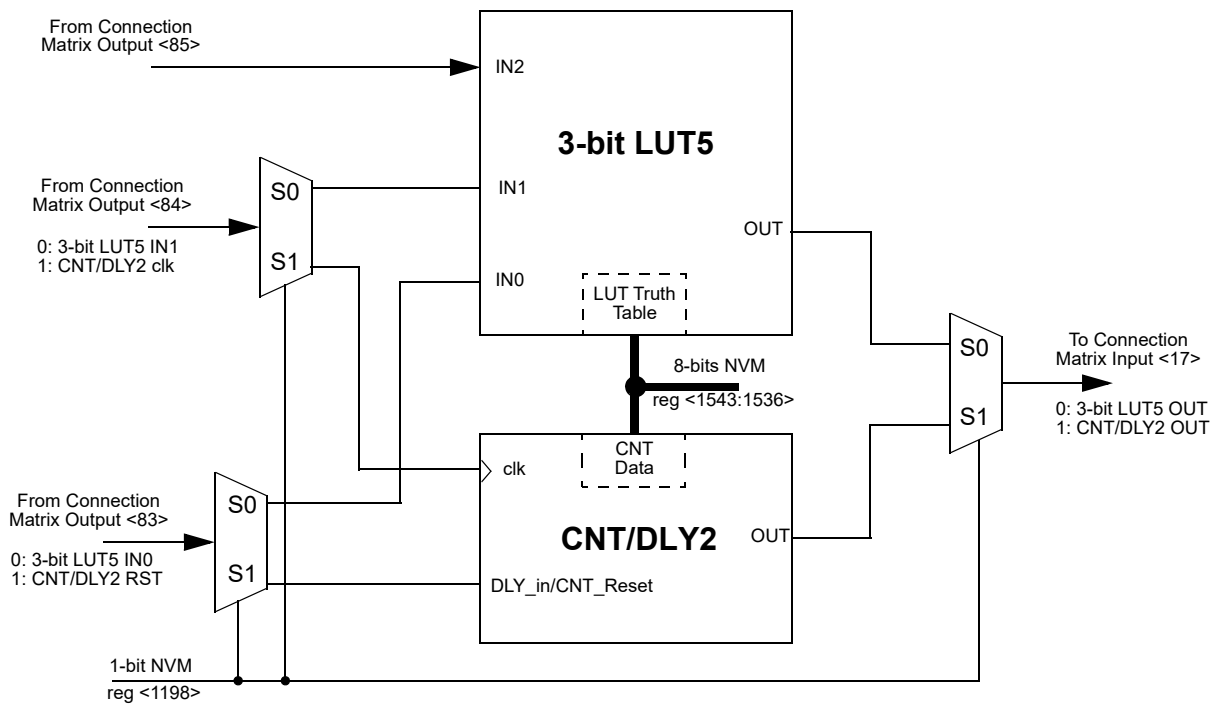 From Connection
Matrix Output <85>
IN2
3-bit LUT5
From Connection
Matrix Output <84>
0: 3-bit LUT5 IN1
1: CNT/DLY2 clk
S0
S1
IN1
IN0
OUT
LUT Truth
Table
8-bits NVM
reg <1543:1536>
S0
S1
To Connection
Matrix Input <17>
0: 3-bit LUT5 OUT
1: CNT/DLY2 OUT
CNT
Data
clk
From Connection
Matrix Output <83>
0: 3-bit LUT5 IN0
1: CNT/DLY2 RST
S0
S1
CNT/DLY2
OUT
DLY_in/CNT_Reset
1-bit NVM
reg <1198>